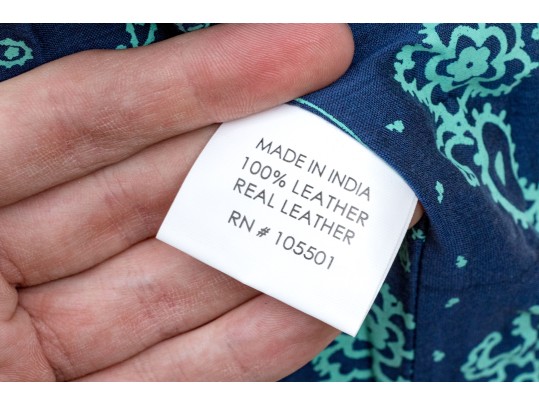 MADE IN INDIA
100% LEATHER
REAL LEATHER
RN # 105501